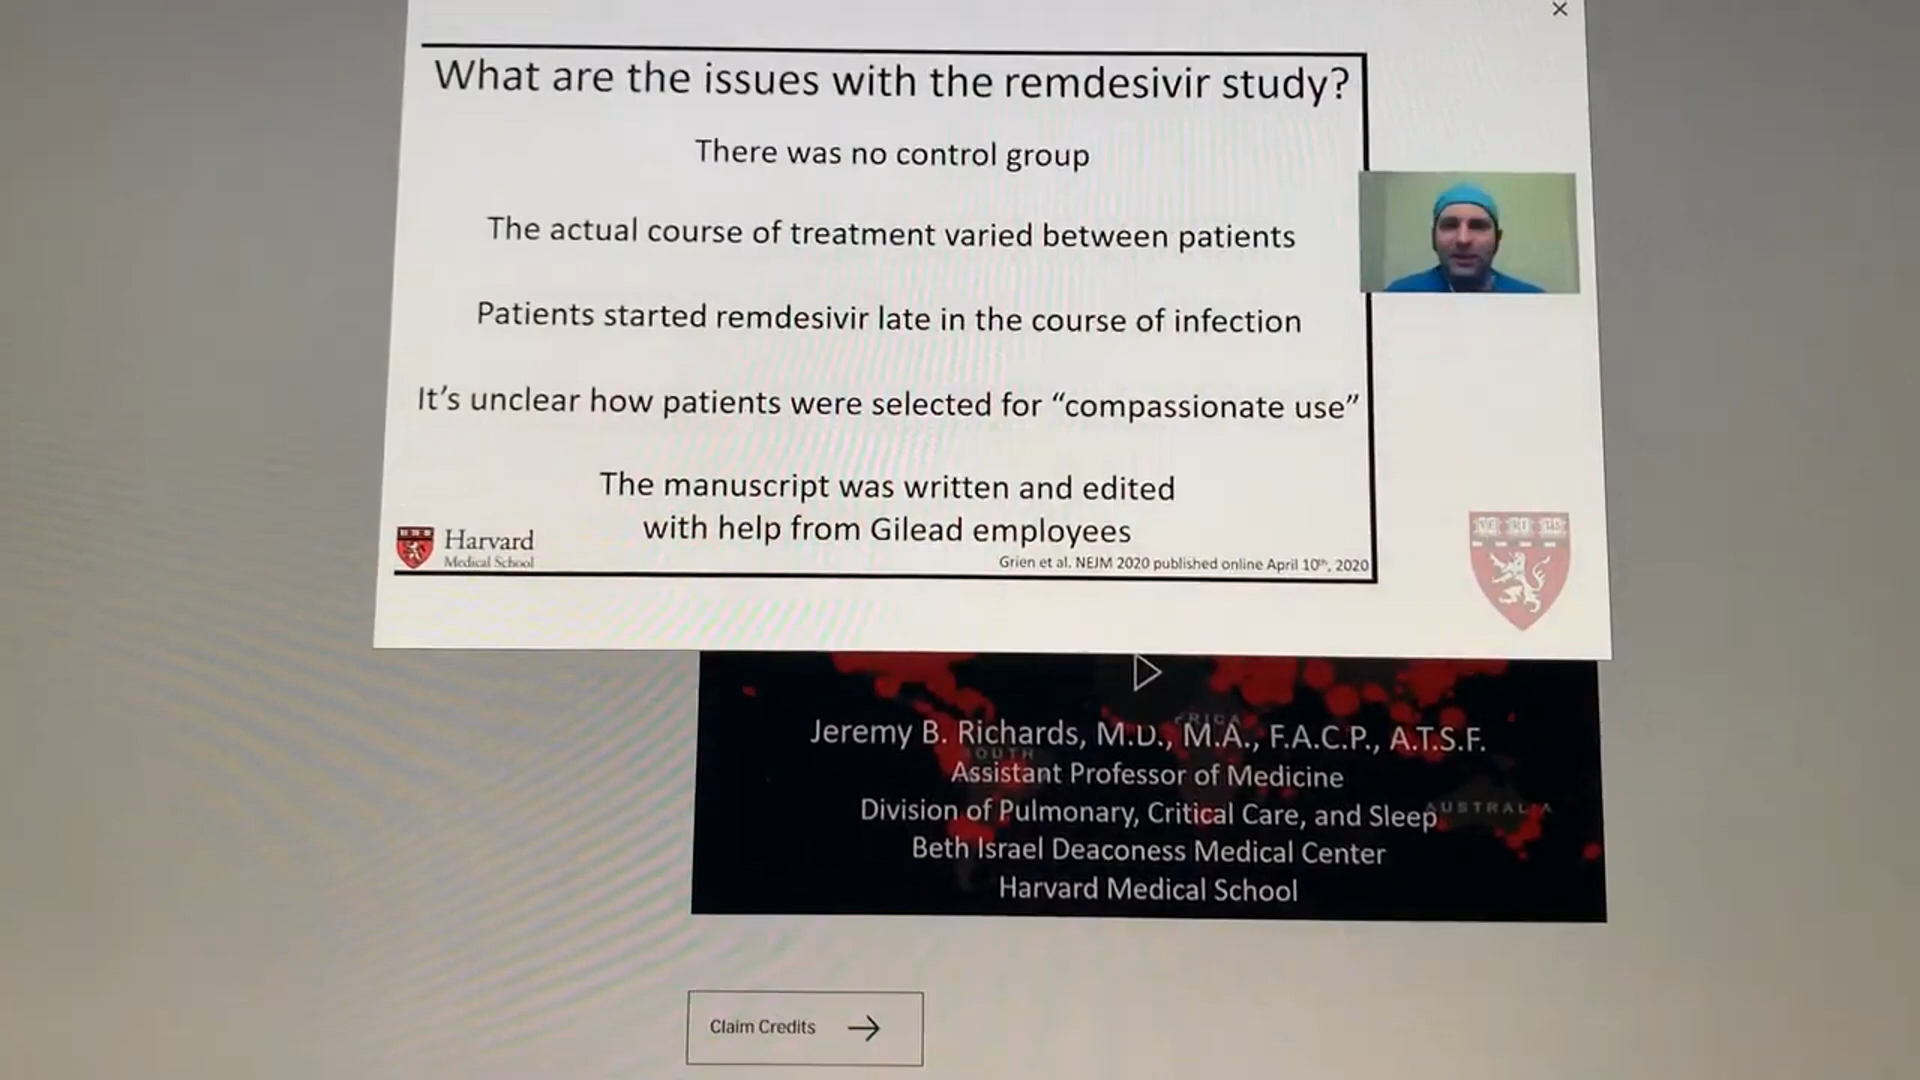 What are the issues with the remdesivir study?
There was no control group
The actual course of treatment varied between patients
Patients started remdesivir late in the course of infection
It's unclear how patients were selected for “compassionate use”
The manuscript was written and edited
with help from Gilead employees
Harvard
Medical School
Grien et al. NEJM 2020 published online April 10th, 2020
VE RI TAS
Jeremy B. Richards, M.D., M.A., F.A.C.P., A.T.S.F.
Assistant Professor of Medicine
Division of Pulmonary, Critical Care, and Sleep
AUSTRALIA
Beth Israel Deaconess Medical Center
Harvard Medical School
Claim Credits